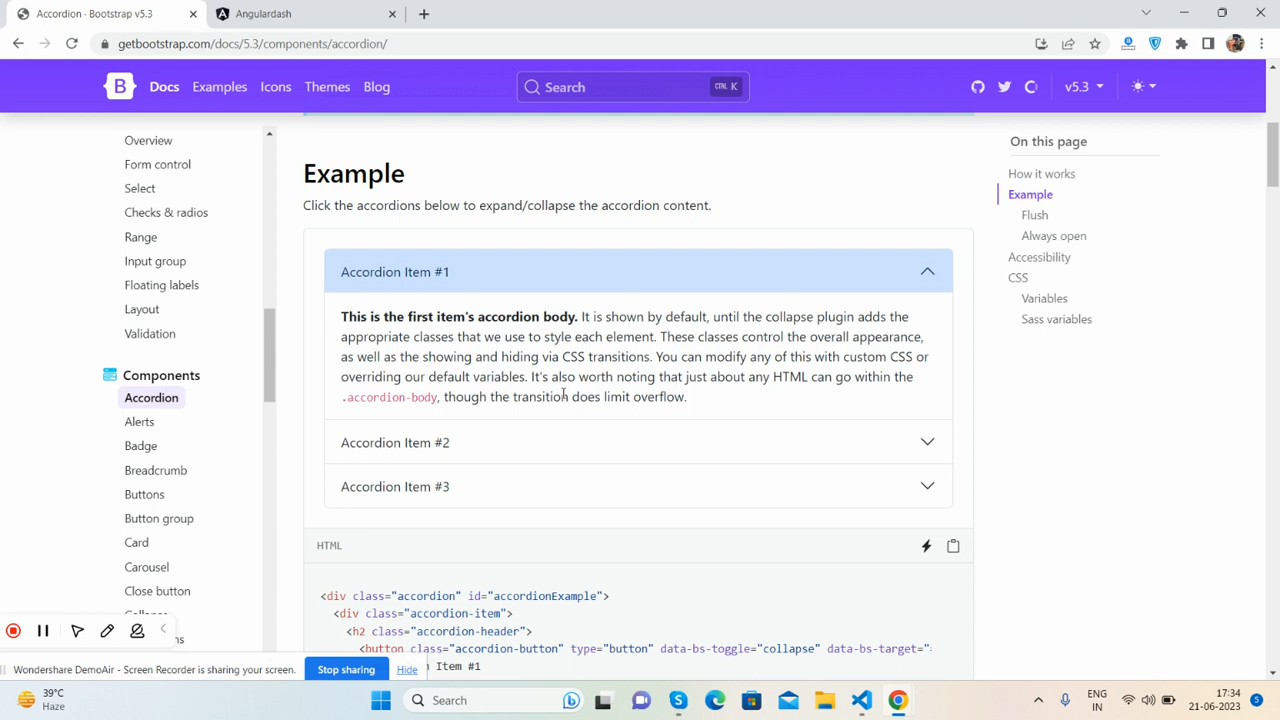 Accordion · Bootstrap v5.3
Angulardash
getbootstrap.com/docs/5.3/components/accordion/
B Docs Examples Icons Themes Blog Search CTRL K v5.3
Overview
Form control
Select
Checks & radios
Range
Input group
Floating labels
Layout
Validation
Components
Accordion
Alerts
Badge
Breadcrumb
Buttons
Button group
Card
Carousel
Close button
Example
Click the accordions below to expand/collapse the accordion content.
Accordion Item #1
This is the first item's accordion body. It is shown by default, until the collapse plugin adds the
appropriate classes that we use to style each element. These classes control the overall appearance,
as well as the showing and hiding via CSS transitions. You can modify any of this with custom CSS or
overriding our default variables. It's also worth noting that just about any HTML can go within the
.accordion-body, though the transition does limit overflow.
Accordion Item #2
Accordion Item #3
HTML
<div class="accordion" id="accordionExample">
<div class="accordion-item">
<h2 class="accordion-header">
<button class="accordion-button" type="button" data-bs-toggle="collapse" data-bs-target="
Item #1
On this page
How it works
Example
Flush
Always open
Accessibility
CSS
Variables
Sass variables
Wondershare DemoAir - Screen Recorder is sharing your screen. Stop sharing Hide
39°C
Haze
Search
ENG
IN
17:34
21-06-2023
5